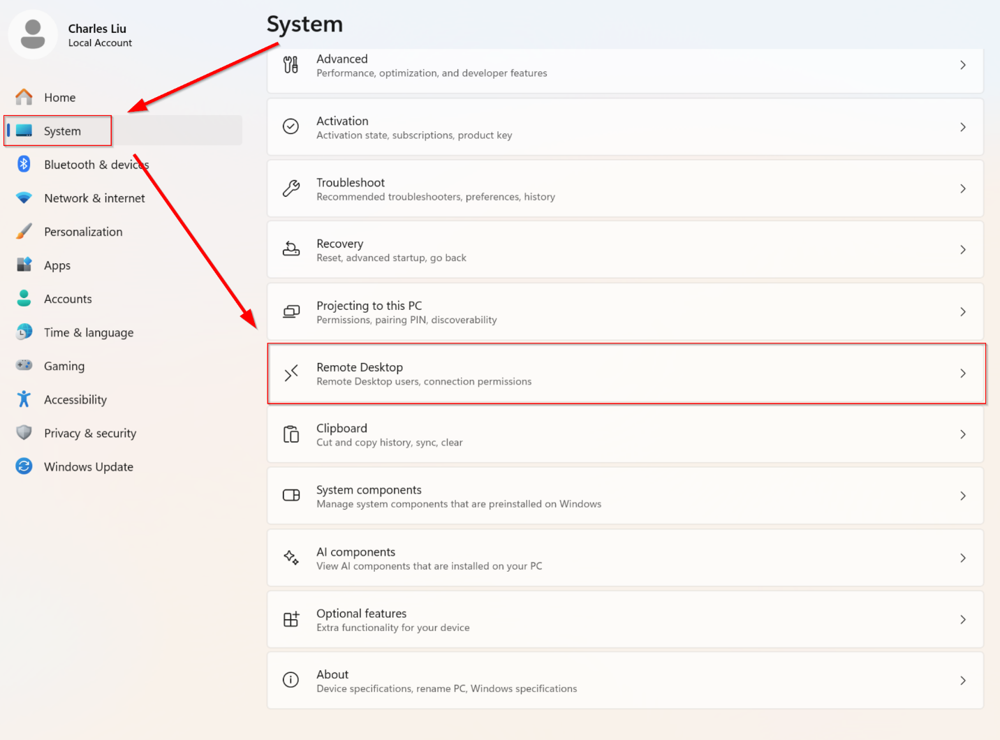 Charles Liu
Local Account
Home
System
Bluetooth & devices
Network & internet
Personalization
Apps
Accounts
Time & language
Gaming
Accessibility
Privacy & security
Windows Update
System
Advanced
Performance, optimization, and developer features
Activation
Activation state, subscriptions, product key
Troubleshoot
Recommended troubleshooters, preferences, history
Recovery
Reset, advanced startup, go back
Projecting to this PC
Permissions, pairing PIN, discoverability
Remote Desktop
Remote Desktop users, connection permissions
Clipboard
Cut and copy history, sync, clear
System components
Manage system components that are preinstalled on Windows
AI components
View AI components that are installed on your PC
Optional features
Extra functionality for your device
About
Device specifications, rename PC, Windows specifications